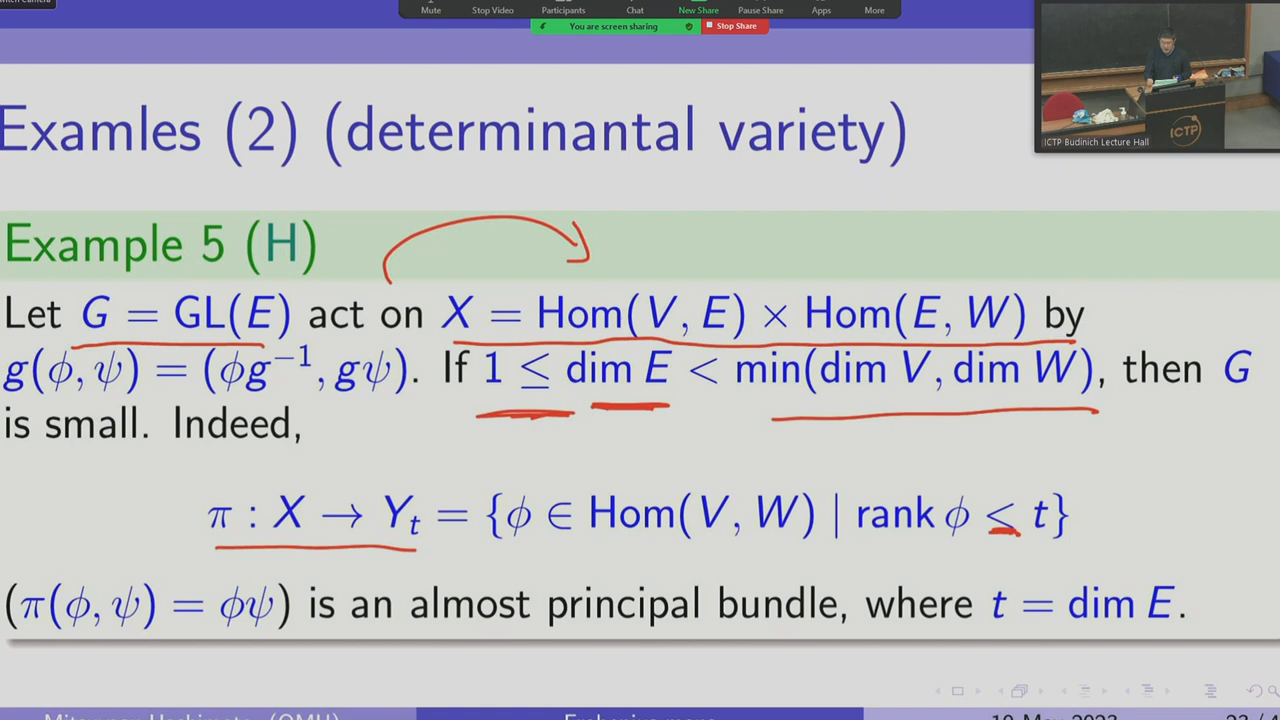 Mute Stop Video Participants Chat New Share Pause Share Apps More
You are screen sharing Stop Share
Examles (2) (determinantal variety)
ICTP
ICTP Budinich Lecture Hall
Example 5 (H)
Let G = GL(E) act on X = Hom(V, E) × Hom(E, W) by
g(ϕ, ψ) = (ϕg⁻¹, gψ). If 1 ≤ dim E < min(dim V, dim W), then G
is small. Indeed,
π : X → Yₜ = {ϕ ∈ Hom(V, W) | rank ϕ ≤ t}
(π(ϕ, ψ) = ϕψ) is an almost principal bundle, where t = dim E.